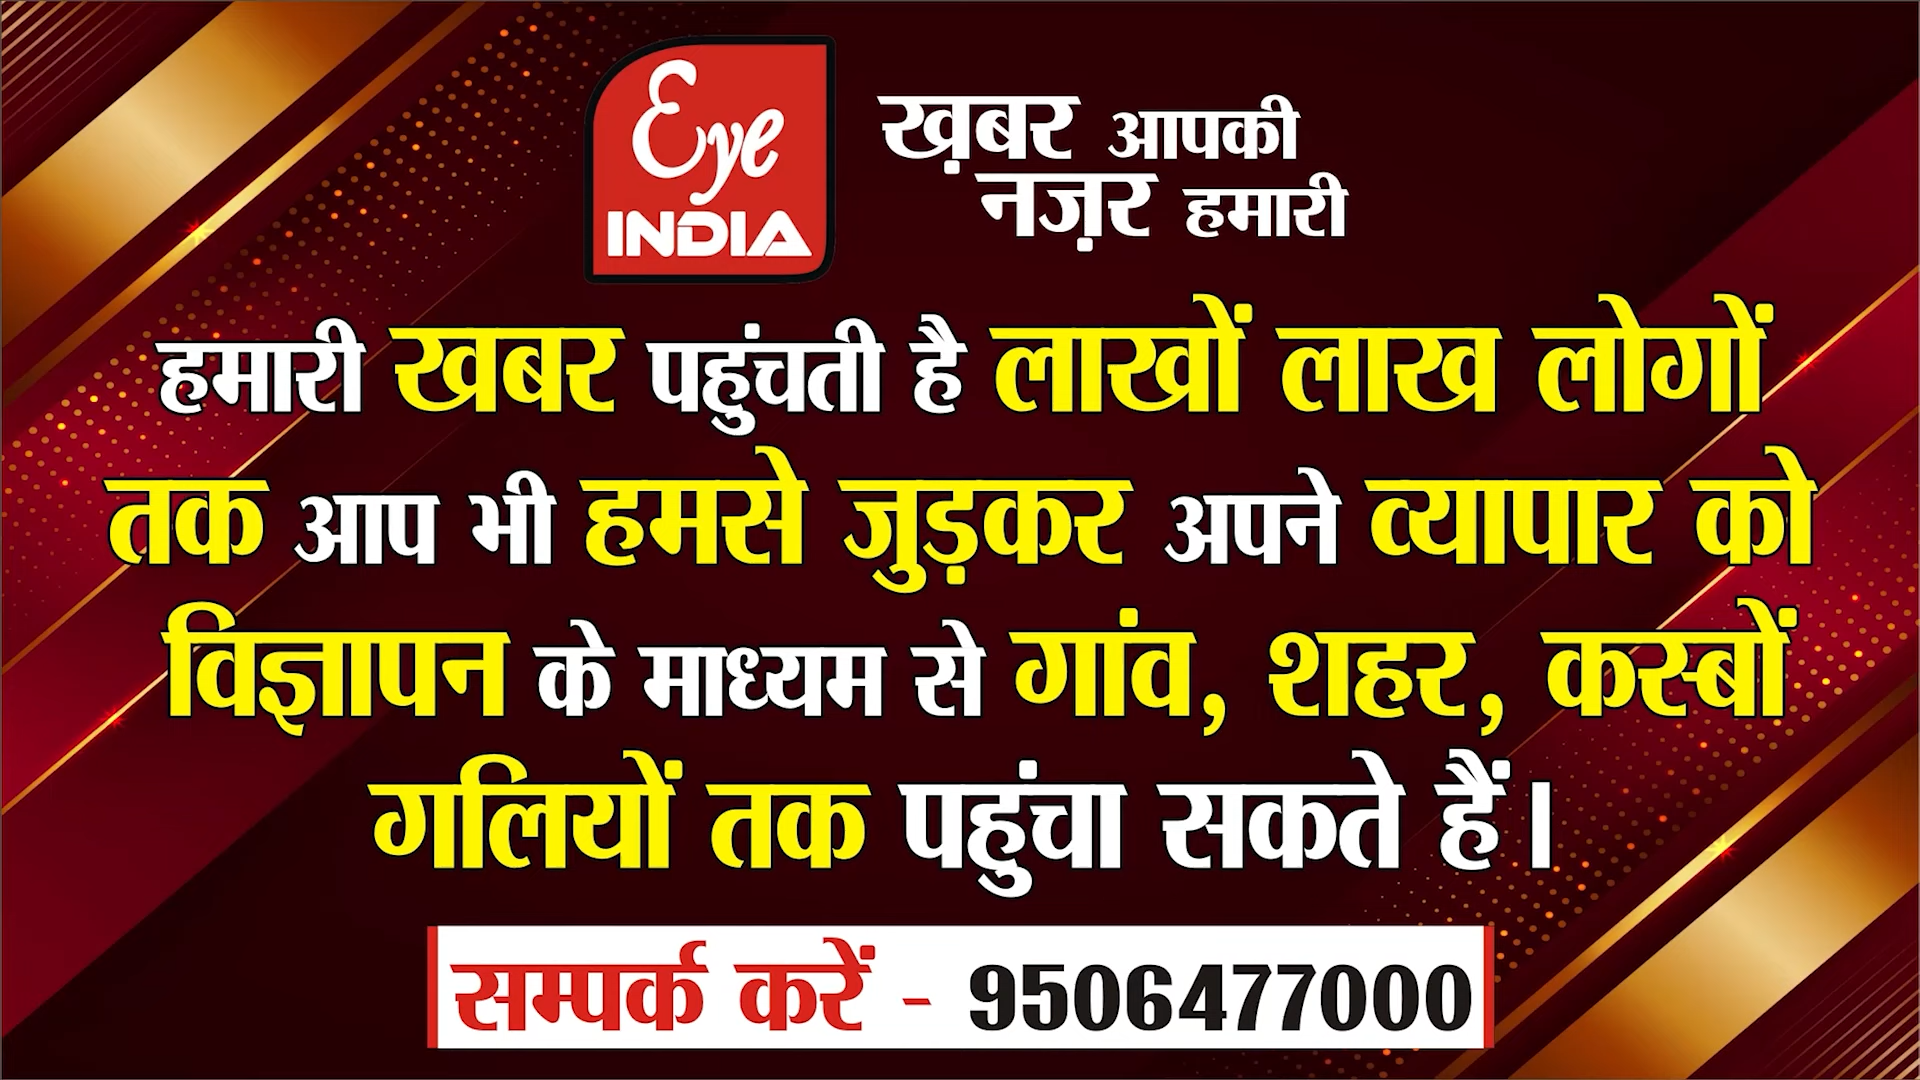 Eye
INDIA
ख़बर आपकी
नज़र हमारी
हमारी खबर पहुंचती है लाखों लाख लोगों
तक आप भी हमसे जुड़कर अपने व्यापार को
विज्ञापन के माध्यम से गांव, शहर, कस्बों
गलियों तक पहुंचा सकते हैं।
सम्पर्क करें - 9506477000